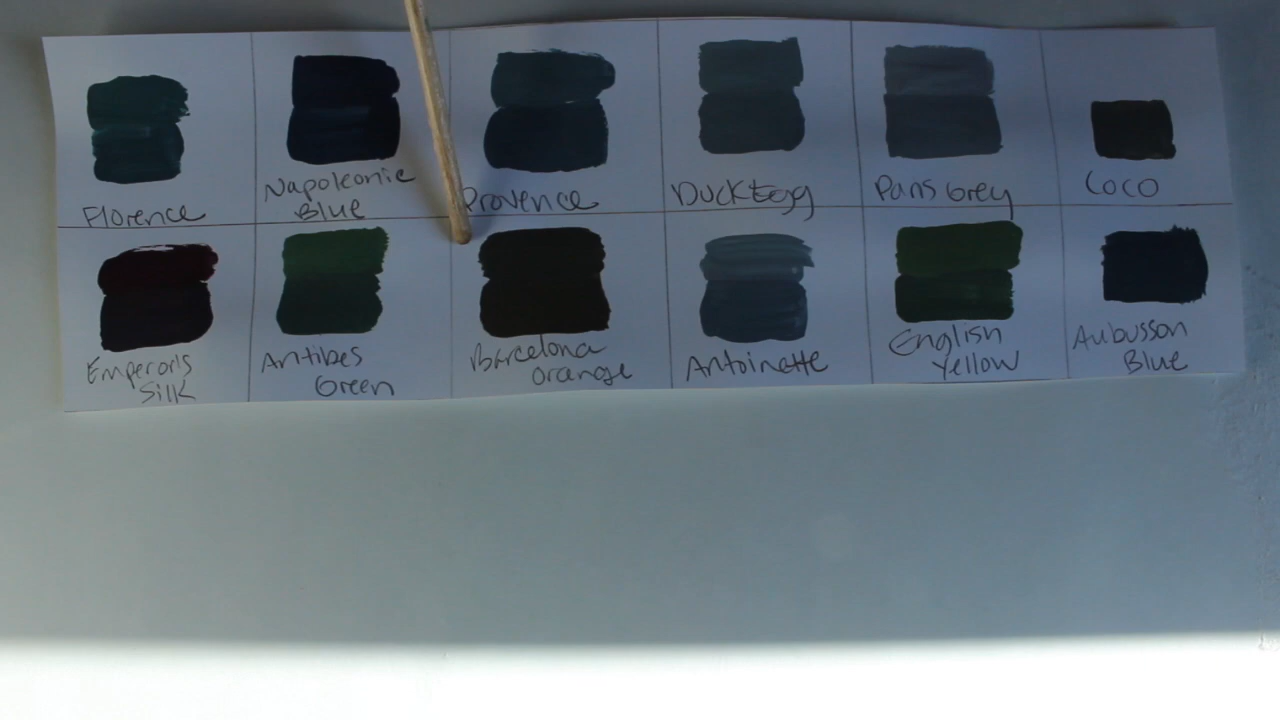 Florence
Napoleonic
Blue
Provence
Duck Egg
Paris Grey
Coco
Emperors
Silk
Antibes
Green
Barcelona
Orange
Antoinette
English
Yellow
Aubusson
Blue